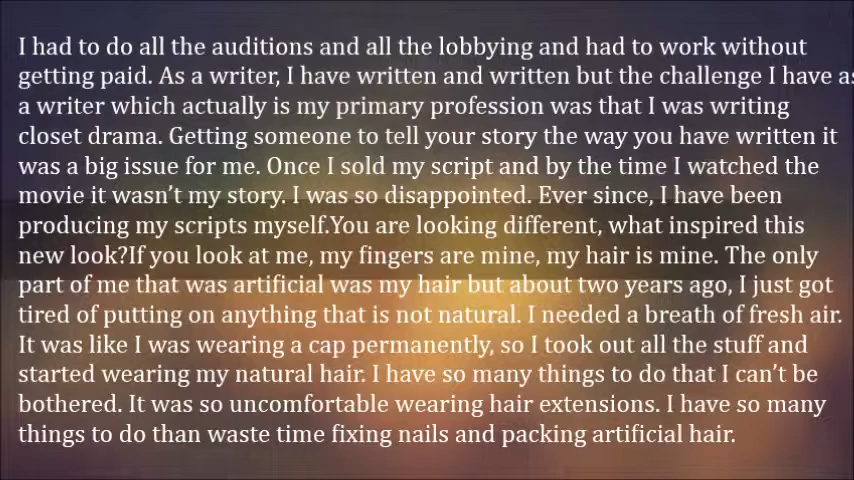 I had to do all the auditions and all the lobbying and had to work without
getting paid. As a writer, I have written and written but the challenge I have as
a writer which actually is my primary profession was that I was writing
closet drama. Getting someone to tell your story the way you have written it
was a big issue for me. Once I sold my script and by the time I watched the
movie it wasn’t my story. I was so disappointed. Ever since, I have been
producing my scripts myself.You are looking different, what inspired this
new look?If you look at me, my fingers are mine, my hair is mine. The only
part of me that was artificial was my hair but about two years ago, I just got
tired of putting on anything that is not natural. I needed a breath of fresh air.
It was like I was wearing a cap permanently, so I took out all the stuff and
started wearing my natural hair. I have so many things to do that I can’t be
bothered. It was so uncomfortable wearing hair extensions. I have so many
things to do than waste time fixing nails and packing artificial hair.